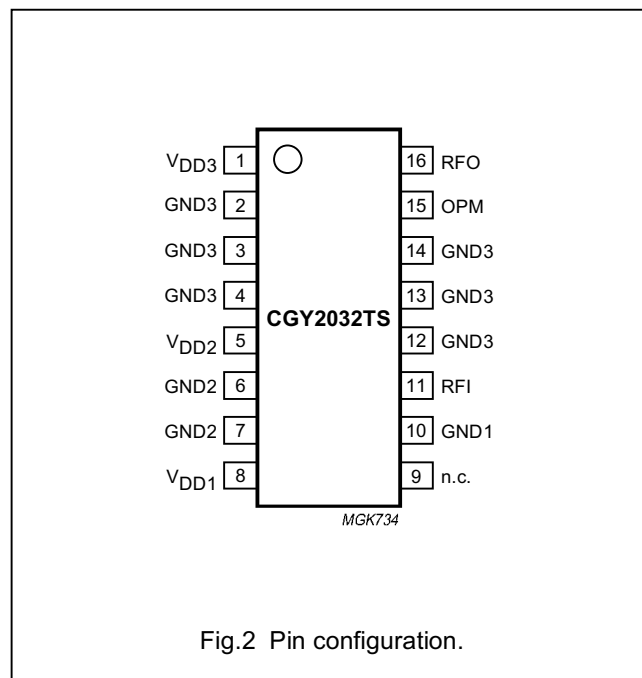 VDD3 1 16 RFO
GND3 2 15 OPM
GND3 3 14 GND3
GND3 4 13 GND3
CGY2032TS
VDD2 5 12 GND3
GND2 6 11 RFI
GND2 7 10 GND1
VDD1 8 9 n.c.
MGK734
Fig.2 Pin configuration.